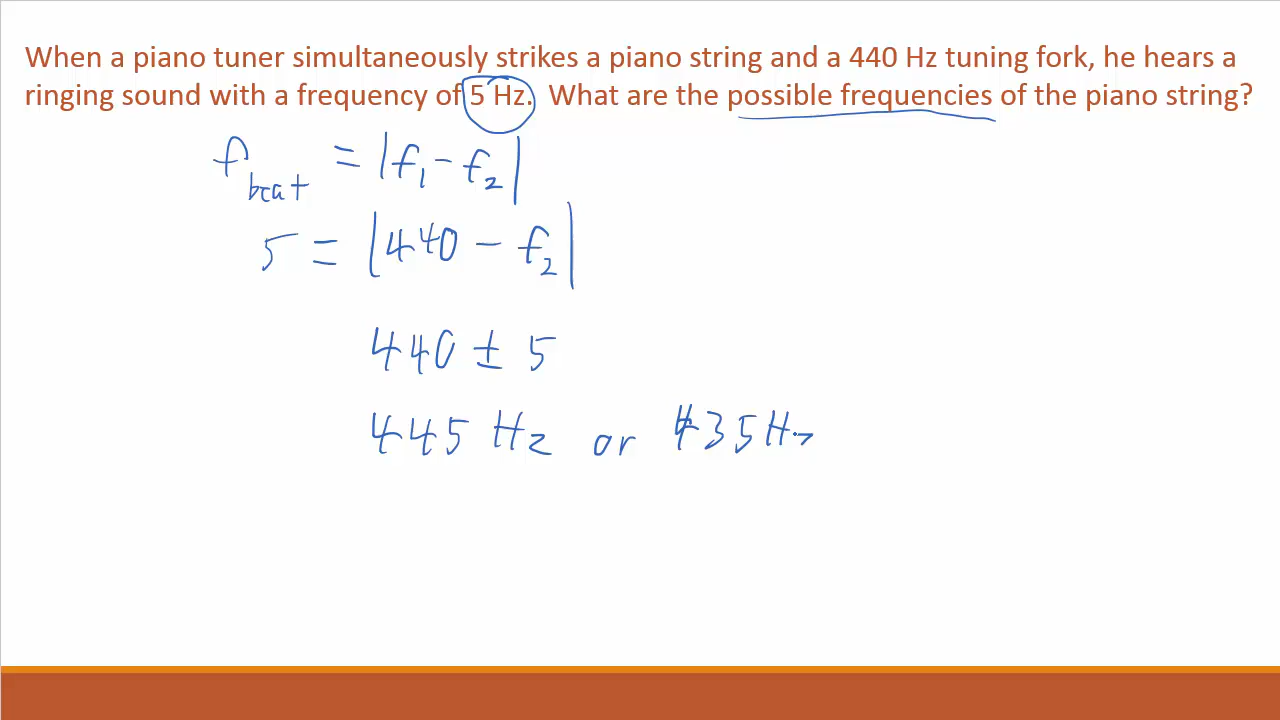 When a piano tuner simultaneously strikes a piano string and a 440 Hz tuning fork, he hears a
ringing sound with a frequency of 5 Hz. What are the possible frequencies of the piano string?
f beat = |f₁ - f₂|
5 = |440 - f₂|
440 ± 5
445 Hz or 435 Hz